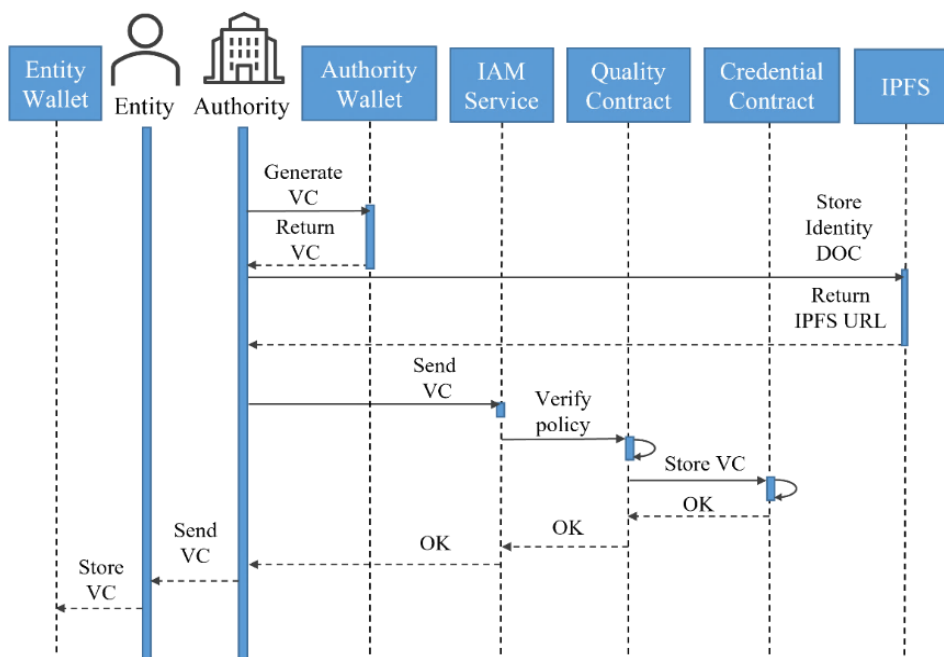 Entity
Wallet
Entity
Authority
Authority
Wallet
IAM
Service
Quality
Contract
Credential
Contract
IPFS
Generate
VC
Return
VC
Store
Identity
DOC
Return
IPFS URL
Send
VC
Verify
policy
Store VC
OK
OK
OK
Send
VC
Store
VC